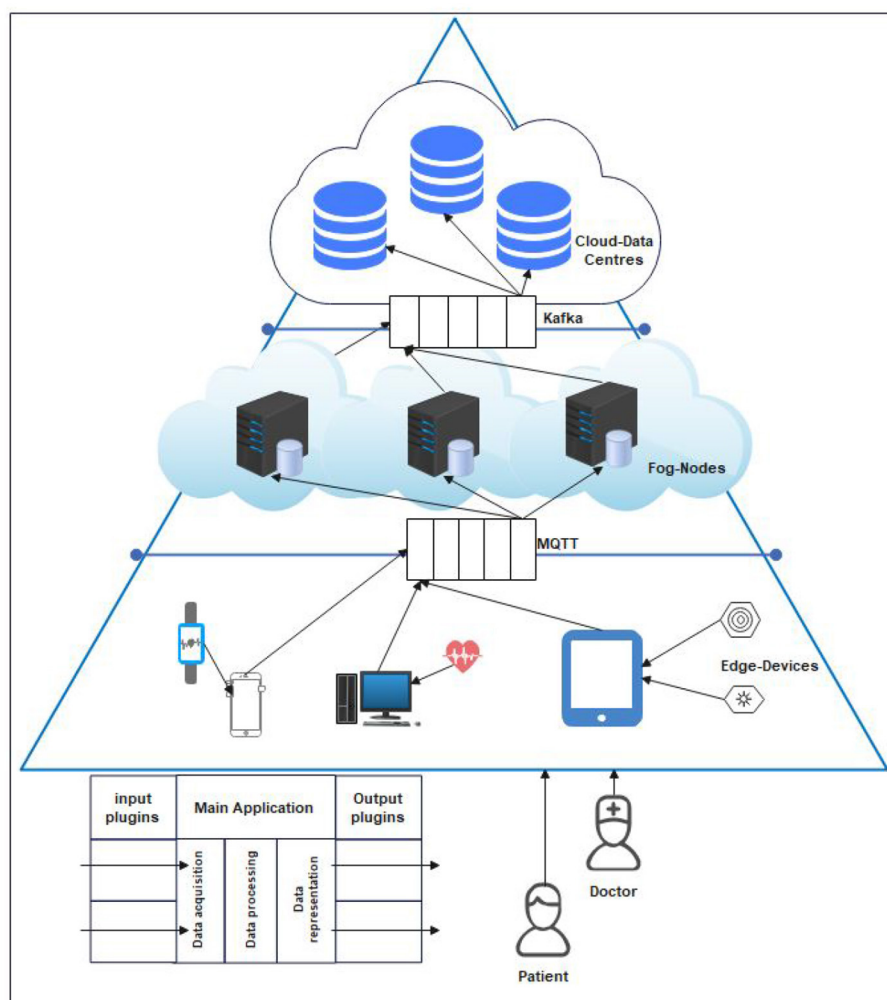 Cloud-Data
Centres
Kafka
Fog-Nodes
MQTT
Edge-Devices
input
plugins
Main Application
Output
plugins
Data acquisition
Data processing
Data
representation
Doctor
Patient